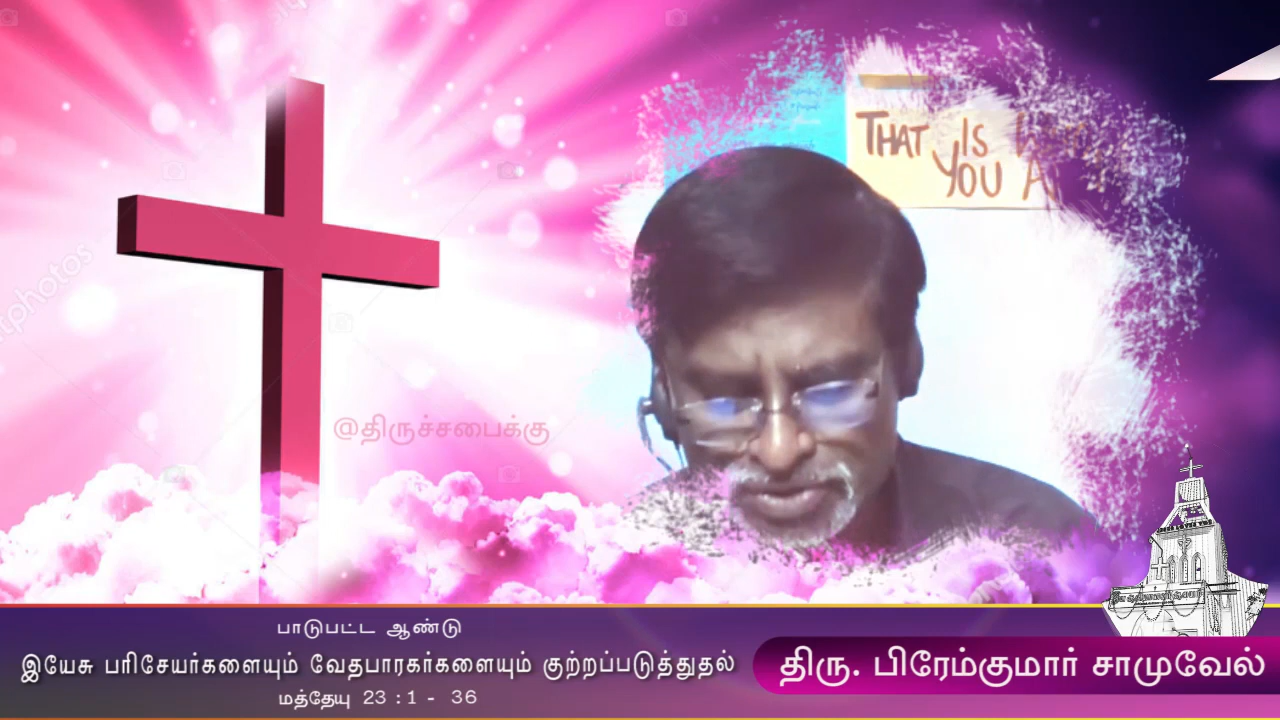 THAT IS
YOU A
@திருச்சபைக்கு
பாடுபட்ட ஆண்டு
இயேசு பரிசேயர்களையும் வேதபாரகர்களையும் குற்றப்படுத்துதல்
மத்தேயு 23 : 1 - 36
திரு. பிரேம்குமார் சாமுவேல்